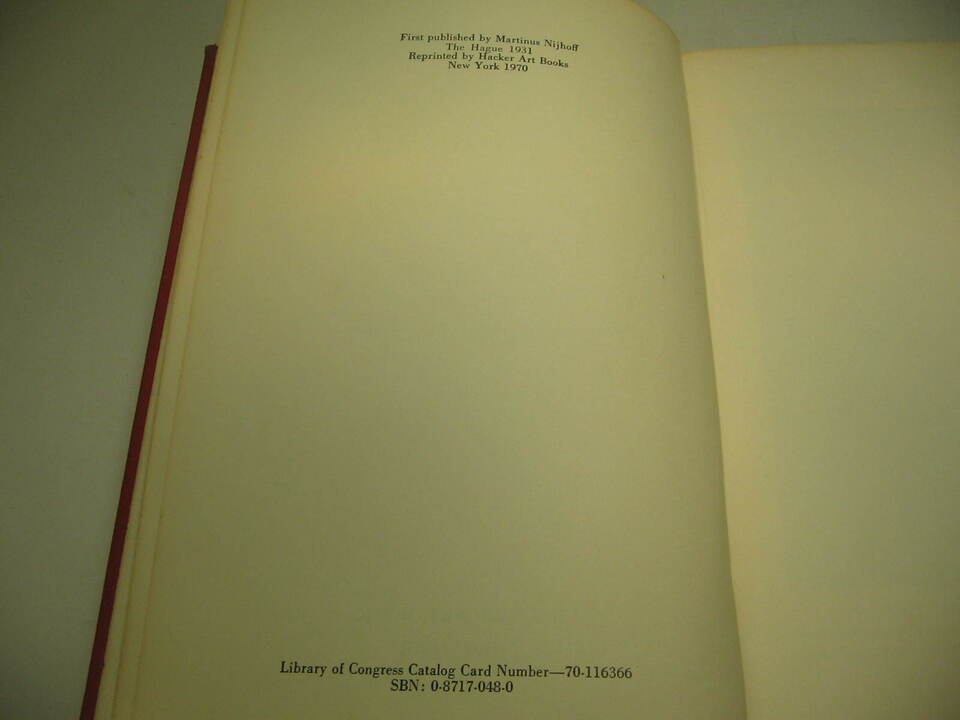 First published by Martinus Nijhoff
The Hague 1931
Reprinted by Hacker Art Books
New York 1970
Library of Congress Catalog Card Number—70-116366
SBN: 0-8717-048-0